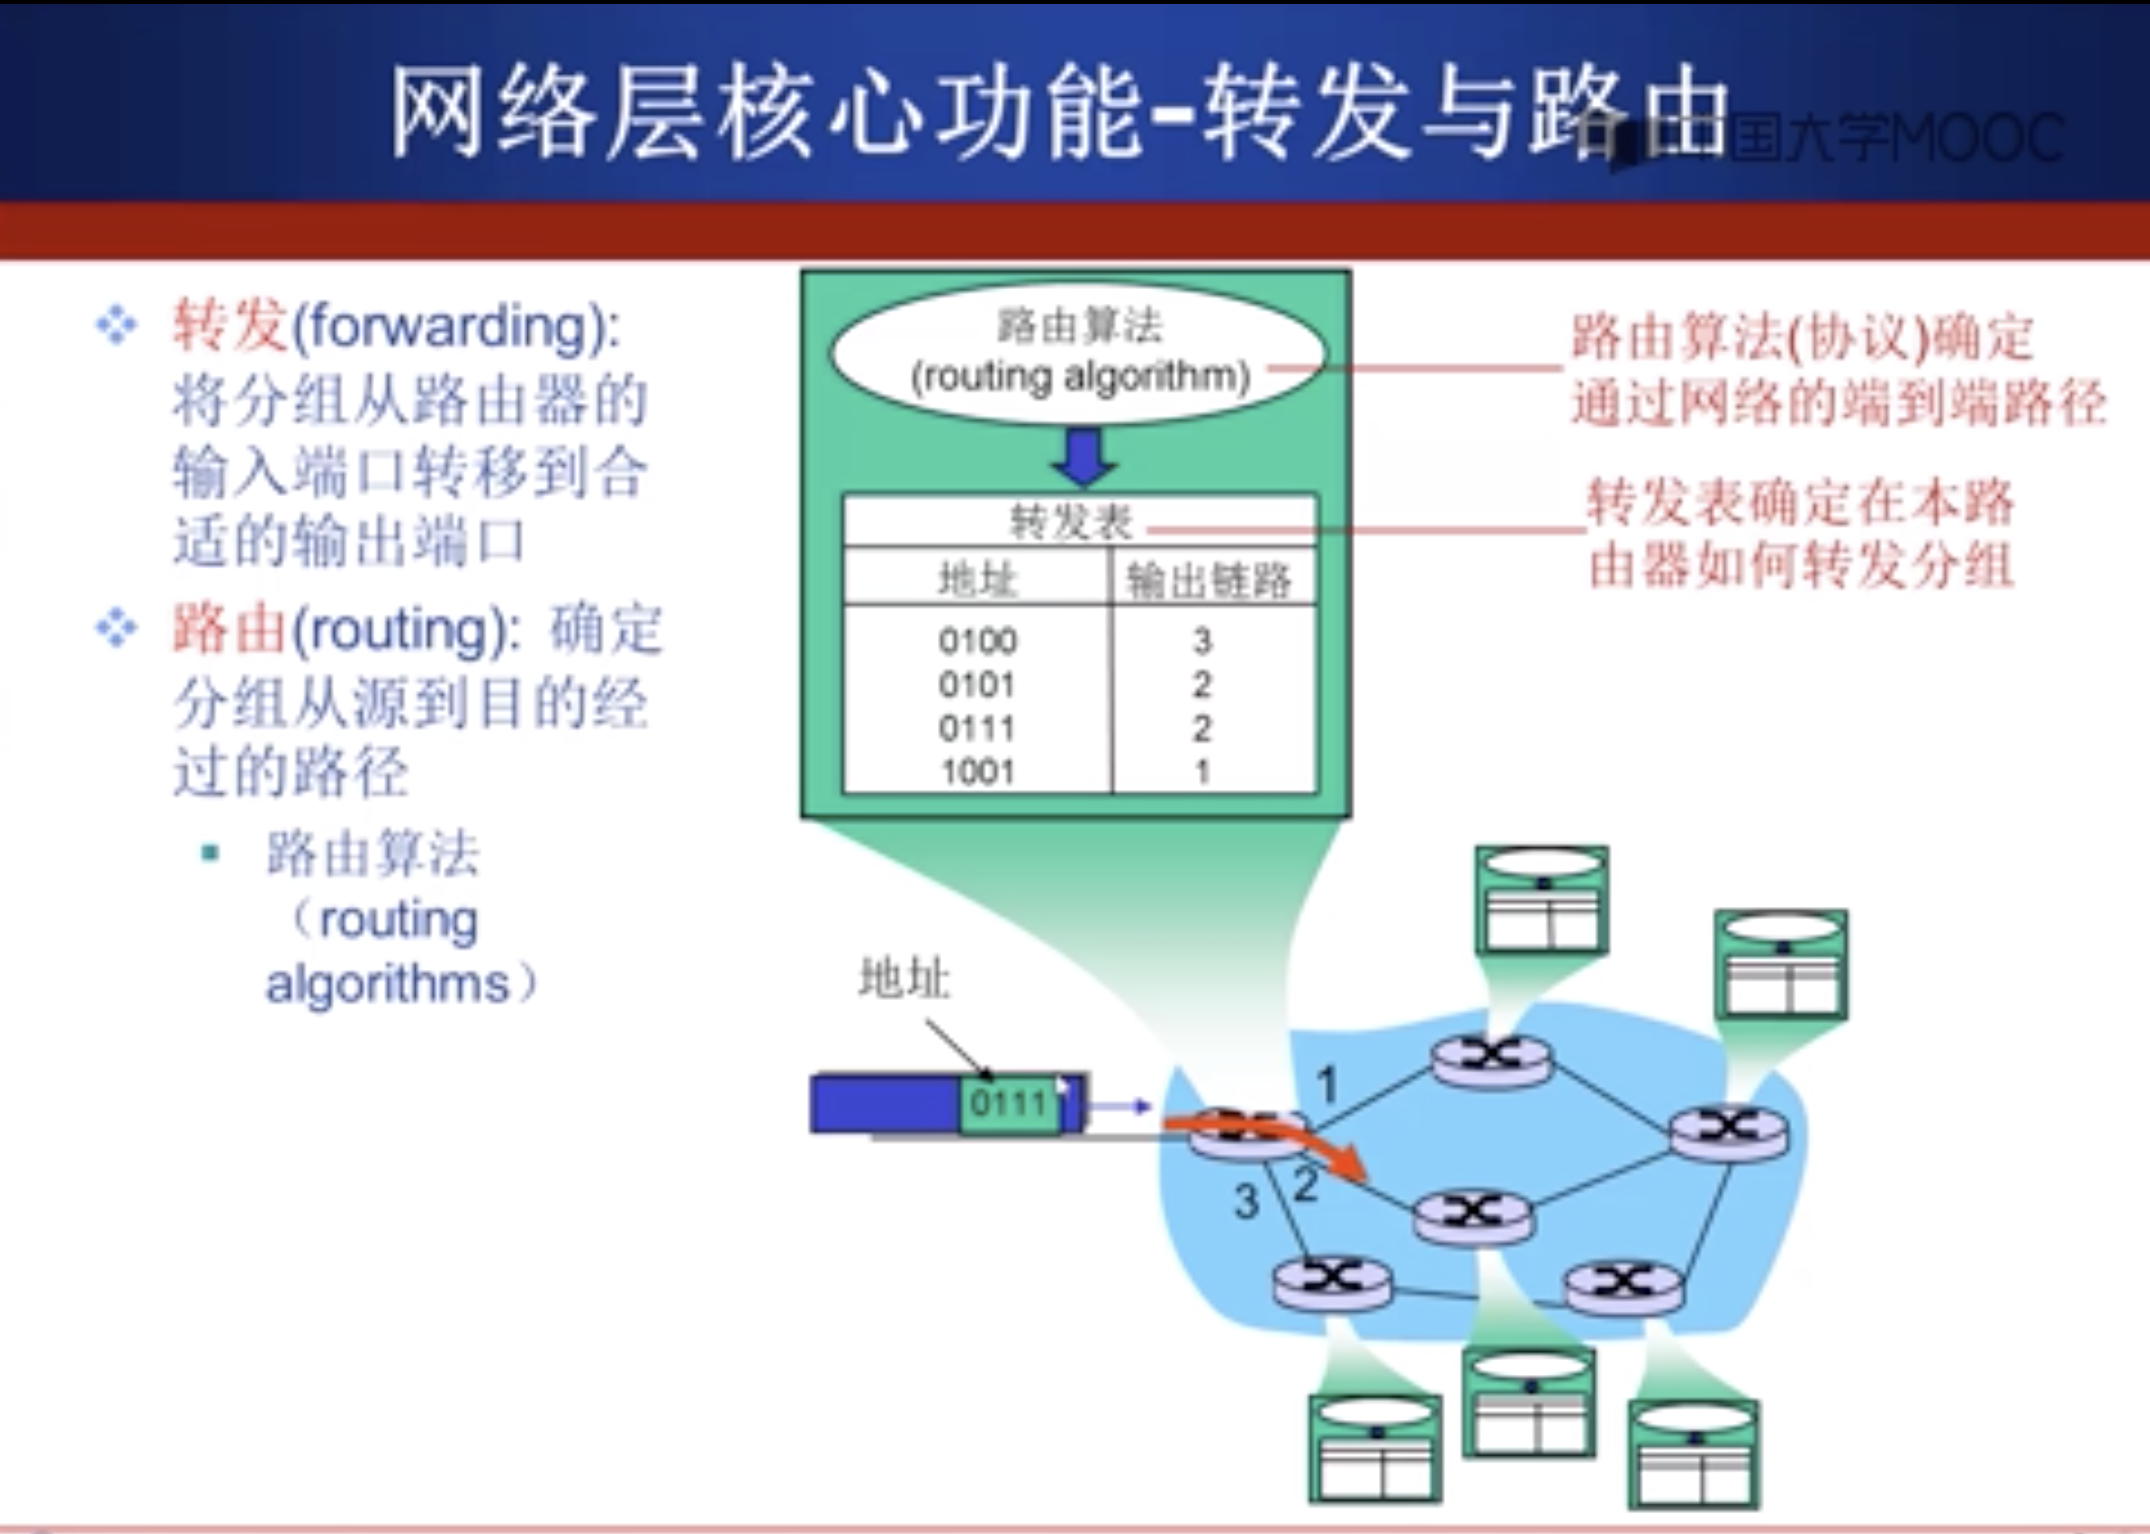 网络层核心功能-转发与路由
中国大学MOOC
转发(forwarding):
将分组从路由器的
输入端口转移到合
适的输出端口
路由(routing): 确定
分组从源到目的经
过的路径
路由算法
（routing
algorithms）
路由算法
(routing algorithm)
转发表
地址 输出链路
0100 3
0101 2
0111 2
1001 1
路由算法(协议)确定
通过网络的端到端路径
转发表确定在本路
由器如何转发分组
地址
0111
1
2
3